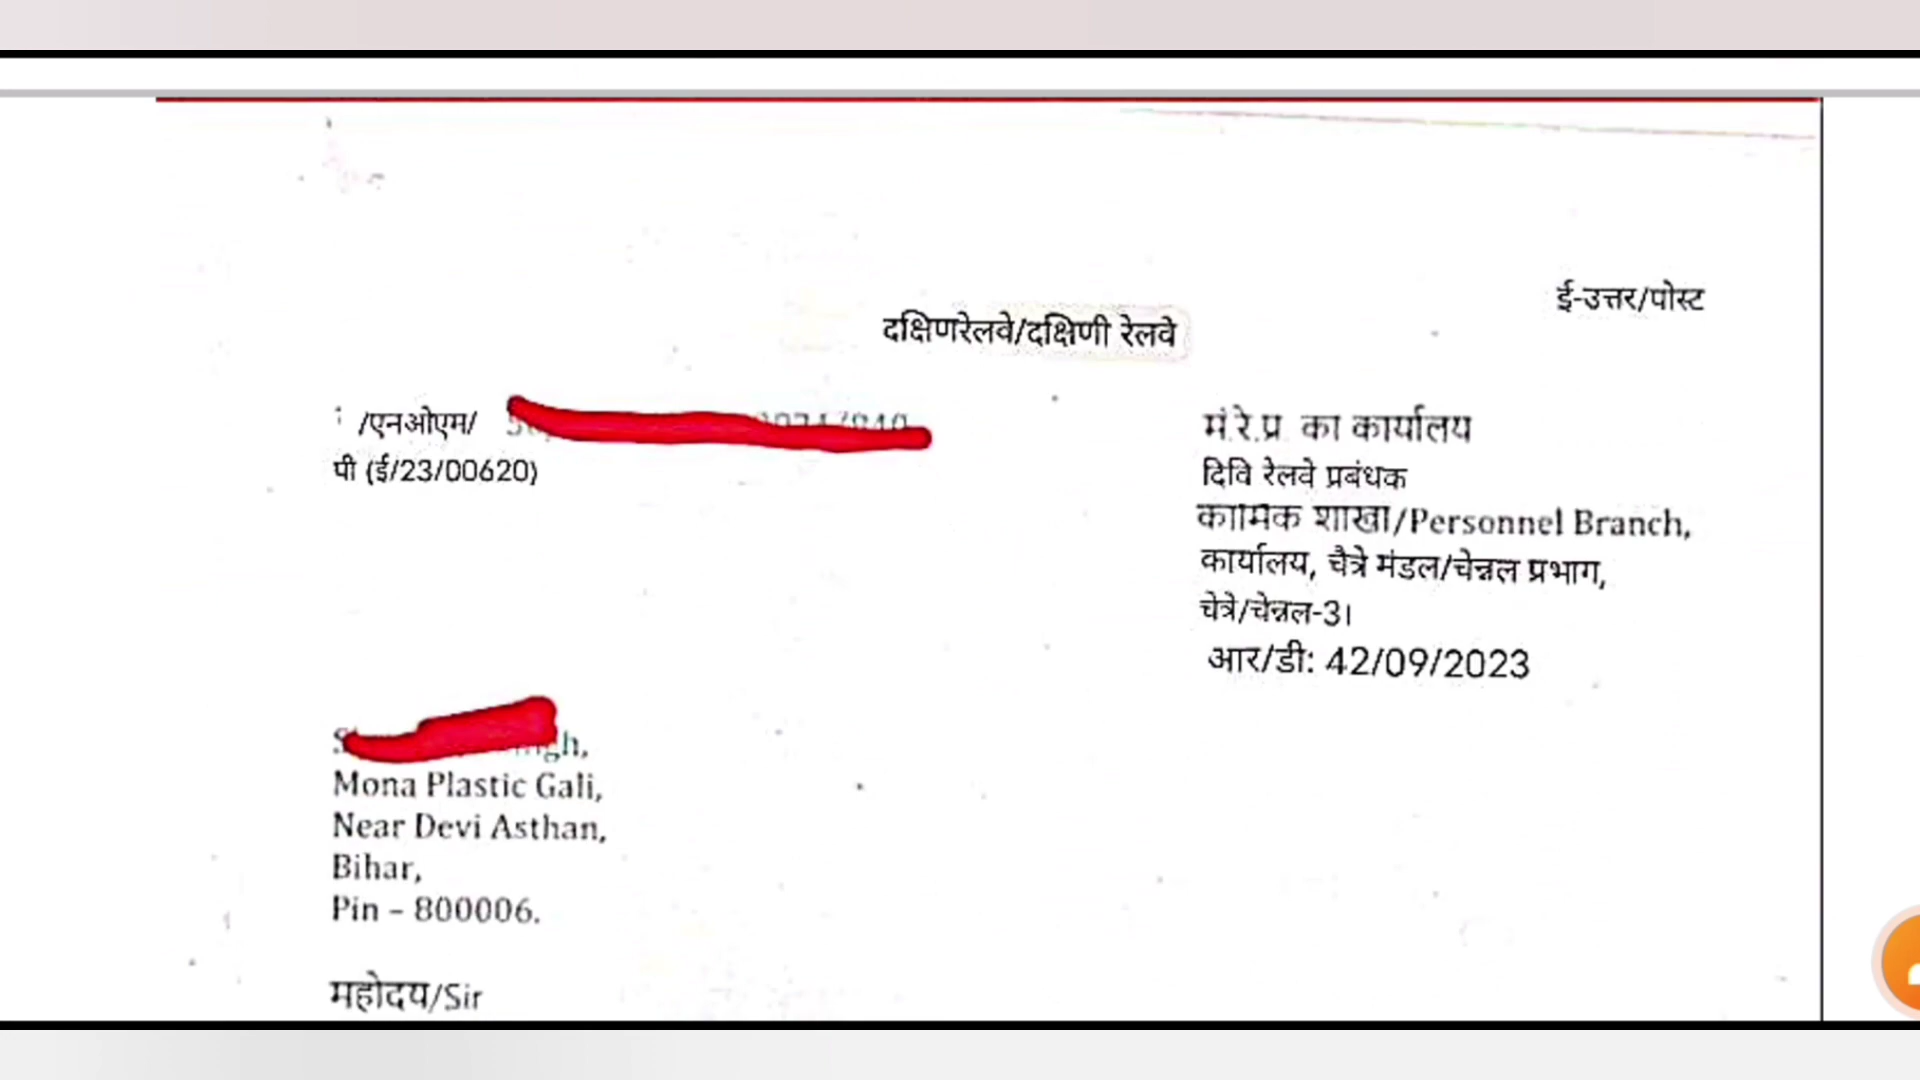 ई-उत्तर/पोस्ट
दक्षिणरेलवे/दक्षिणी रेलवे
/एनओएम/
पी (ई/23/00620)
मं.रे.प्र. का कार्यालय
दिवि रेलवे प्रबंधक
कार्मिक शाखा/Personnel Branch,
कार्यालय, चैत्रे मंडल/चेन्नल प्रभाग,
चेत्रे/चेन्नल-3।
आर/डी: 42/09/2023
Mona Plastic Gali,
Near Devi Asthan,
Bihar,
Pin – 800006.
महोदय/Sir